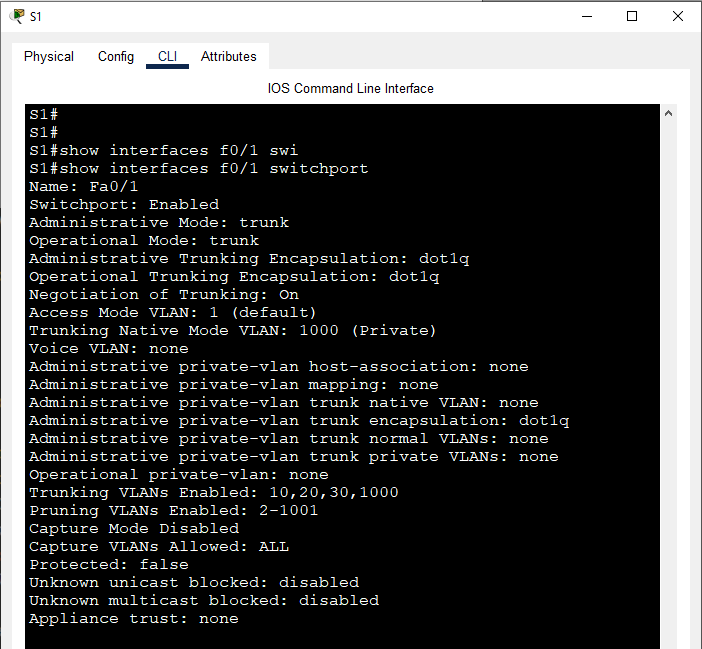 S1
Physical Config CLI Attributes
IOS Command Line Interface
S1#
S1#
S1#show interfaces f0/1 swi
S1#show interfaces f0/1 switchport
Name: Fa0/1
Switchport: Enabled
Administrative Mode: trunk
Operational Mode: trunk
Administrative Trunking Encapsulation: dot1q
Operational Trunking Encapsulation: dot1q
Negotiation of Trunking: On
Access Mode VLAN: 1 (default)
Trunking Native Mode VLAN: 1000 (Private)
Voice VLAN: none
Administrative private-vlan host-association: none
Administrative private-vlan mapping: none
Administrative private-vlan trunk native VLAN: none
Administrative private-vlan trunk encapsulation: dot1q
Administrative private-vlan trunk normal VLANs: none
Administrative private-vlan trunk private VLANs: none
Operational private-vlan: none
Trunking VLANs Enabled: 10,20,30,1000
Pruning VLANs Enabled: 2-1001
Capture Mode Disabled
Capture VLANs Allowed: ALL
Protected: false
Unknown unicast blocked: disabled
Unknown multicast blocked: disabled
Appliance trust: none